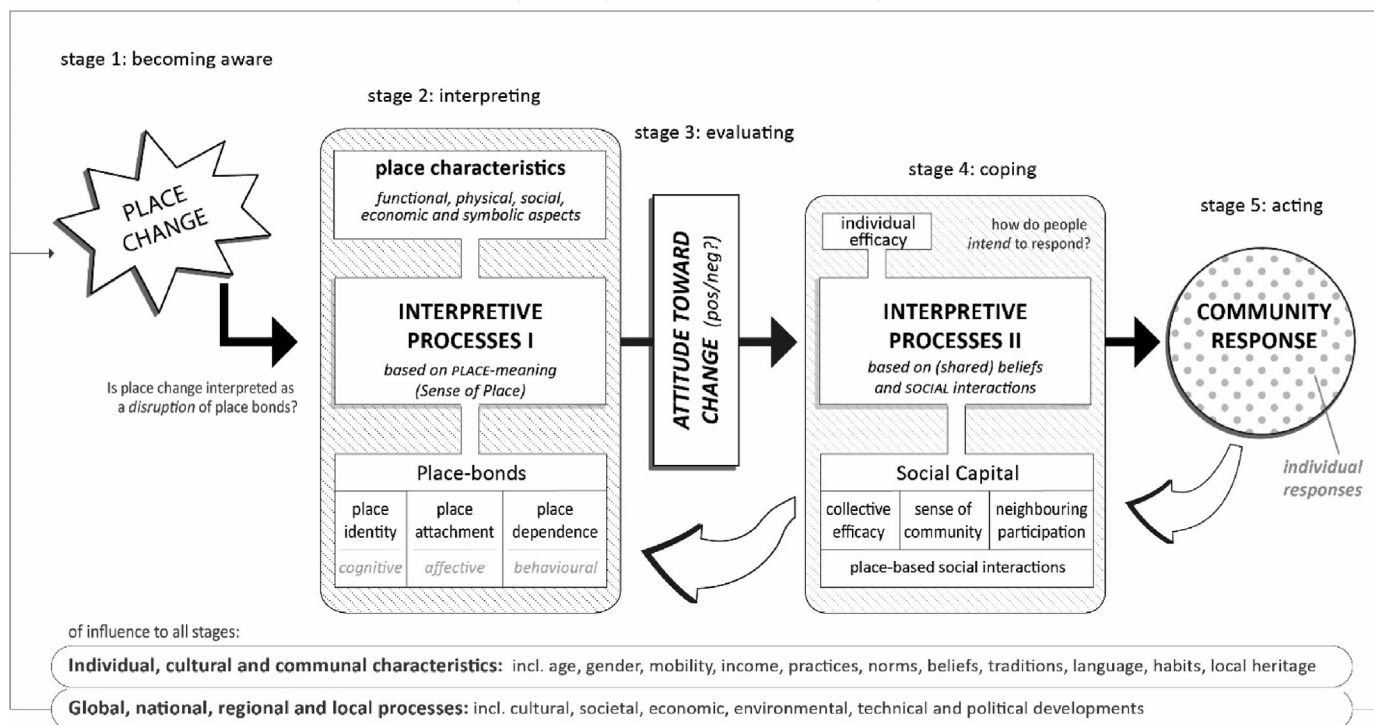 stage 1: becoming aware
PLACE
CHANGE
Is place change interpreted as
a disruption of place bonds?
stage 2: interpreting
place characteristics
functional, physical, social,
economic and symbolic aspects
INTERPRETIVE
PROCESSES I
based on PLACE-meaning
(Sense of Place)
Place-bonds
place
identity
cognitive
place
attachment
affective
place
dependence
behavioural
stage 3: evaluating
ATTITUDE TOWARD
CHANGE (pos/neg?)
stage 4: coping
individual
efficacy
how do people
intend to respond?
INTERPRETIVE
PROCESSES II
based on (shared) beliefs
and SOCIAL interactions
Social Capital
collective
efficacy
sense of
community
neighbouring
participation
place-based social interactions
stage 5: acting
COMMUNITY
RESPONSE
individual
responses
of influence to all stages:
Individual, cultural and communal characteristics: incl. age, gender, mobility, income, practices, norms, beliefs, traditions, language, habits, local heritage
Global, national, regional and local processes: incl. cultural, societal, economic, environmental, technical and political developments